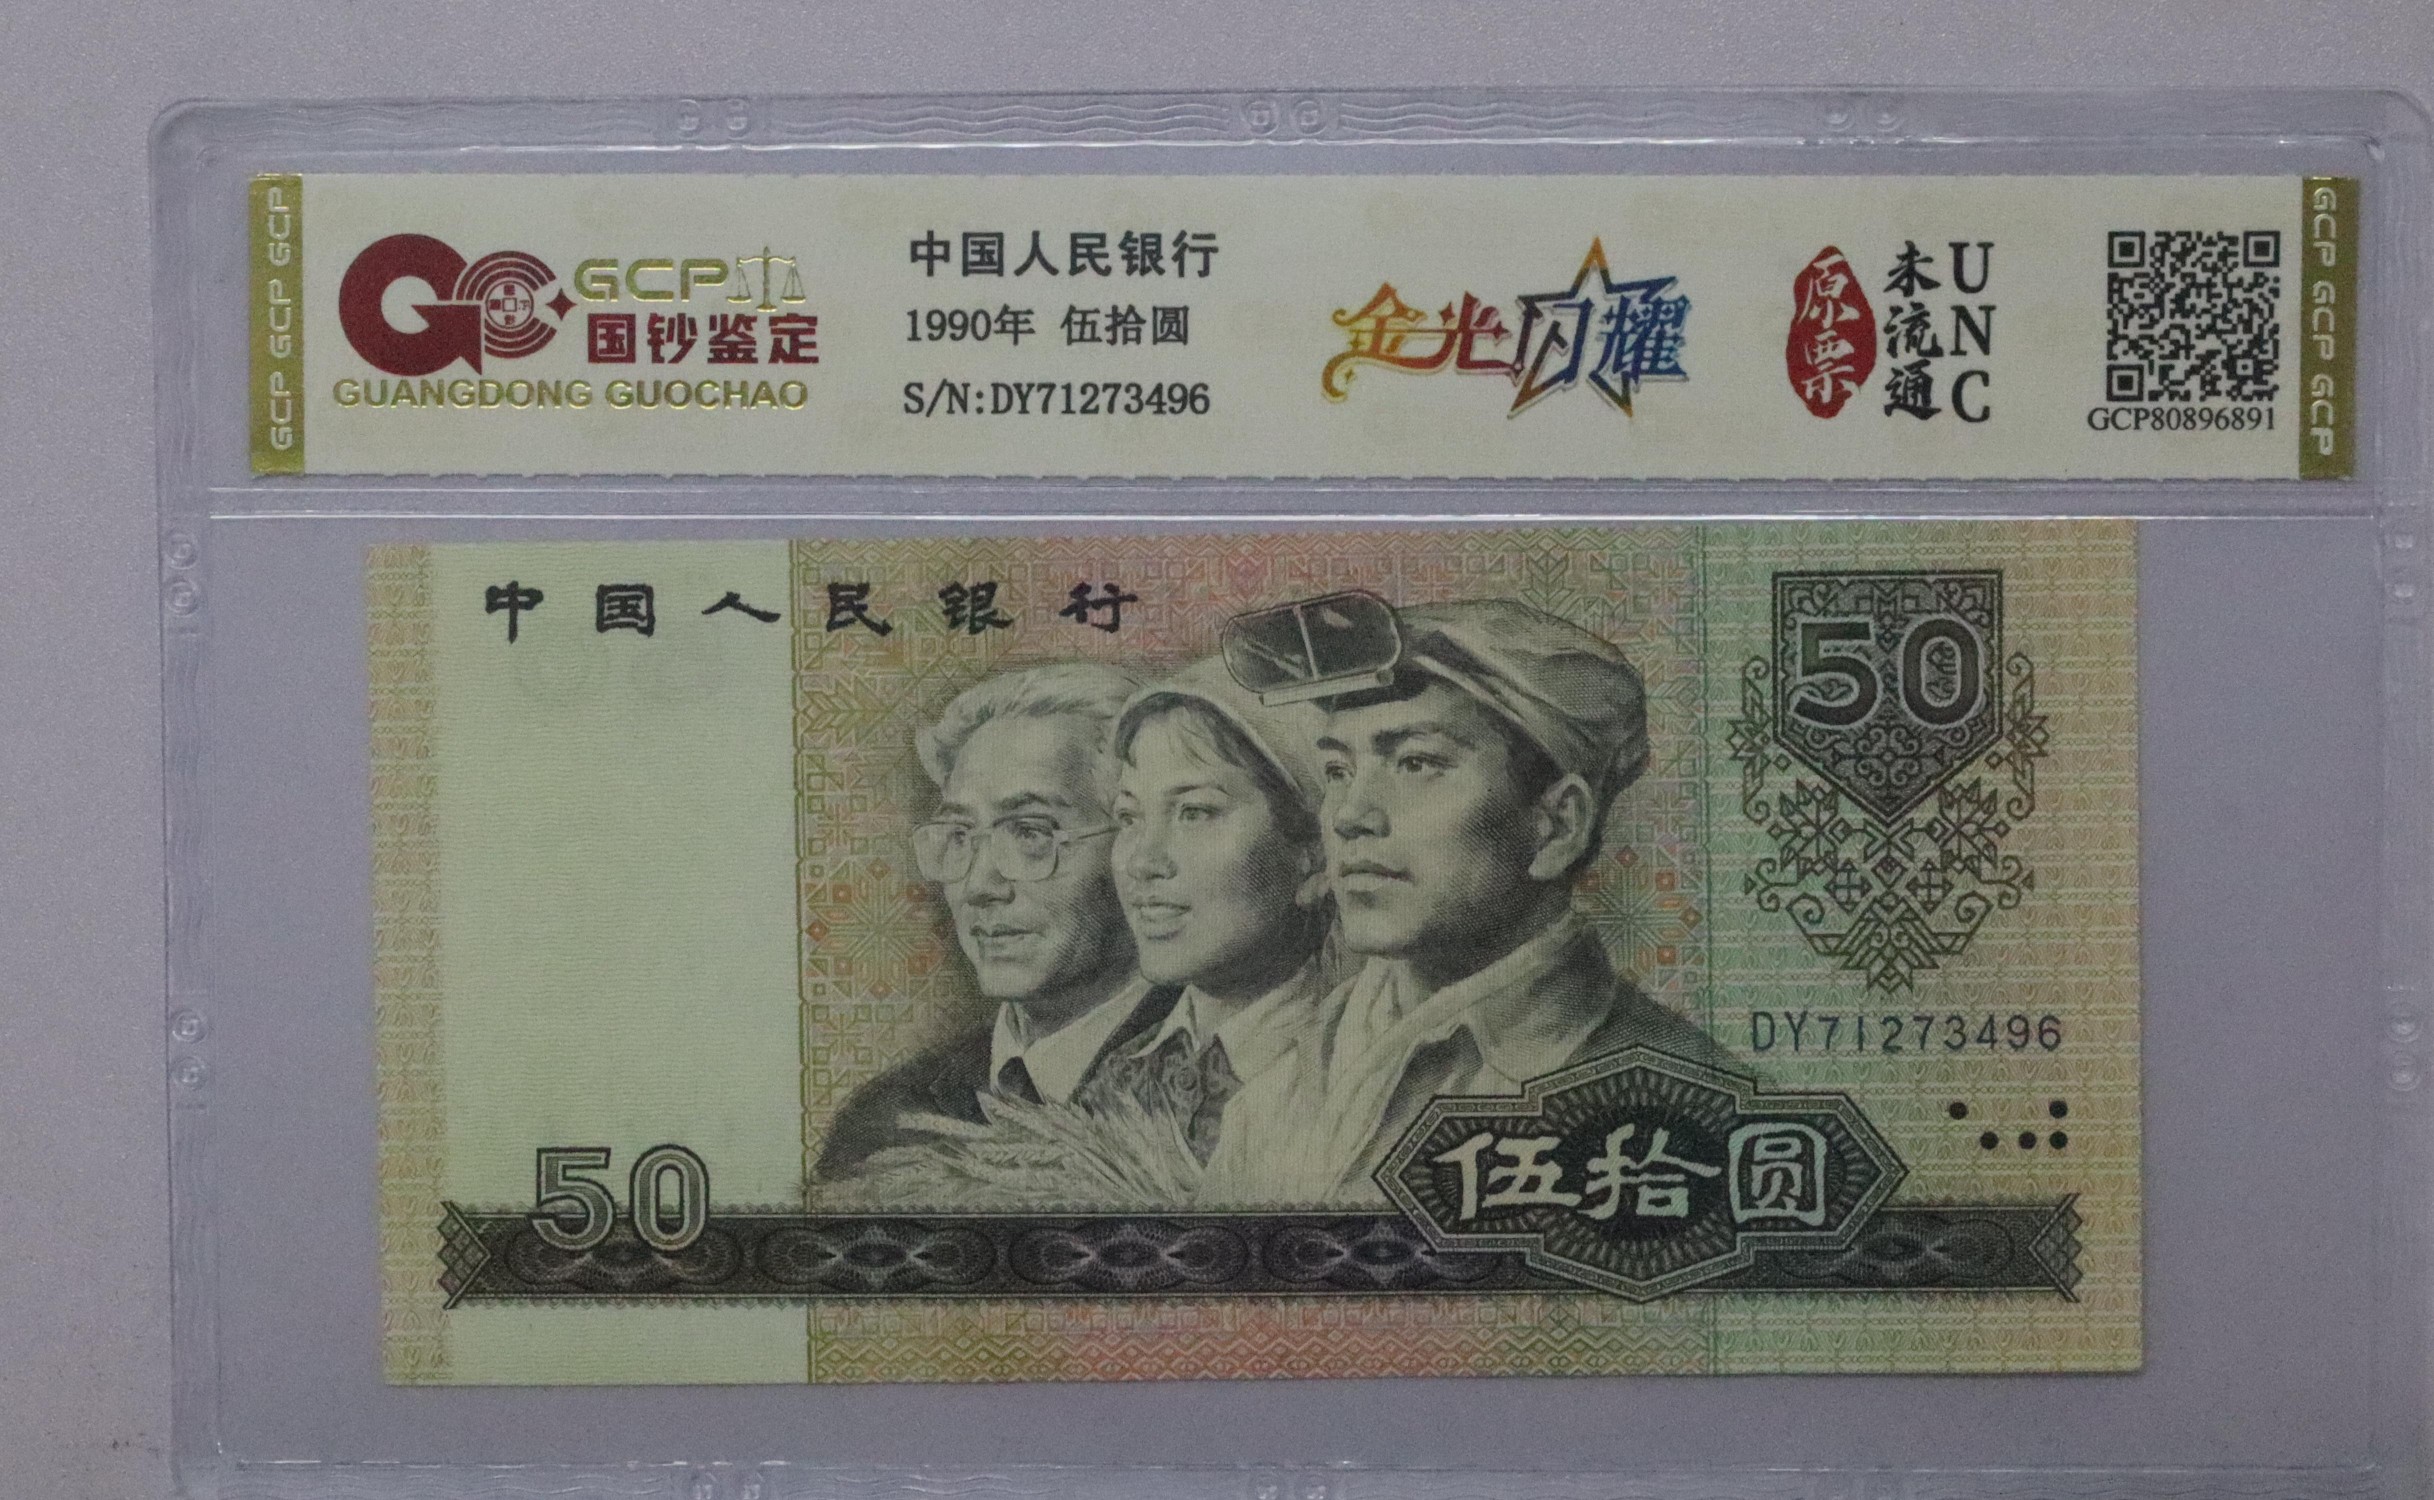 GCP GCP GCP
GCP
国钞鉴定
GUANGDONG GUOCHAO
中国人民银行
1990年 伍拾圆
S/N:DY71273496
金光闪耀
原票
未流通
UNC
GCP80896891
GCP GCP GCP
中国人民银行
50
DY71273496
50
伍拾圆